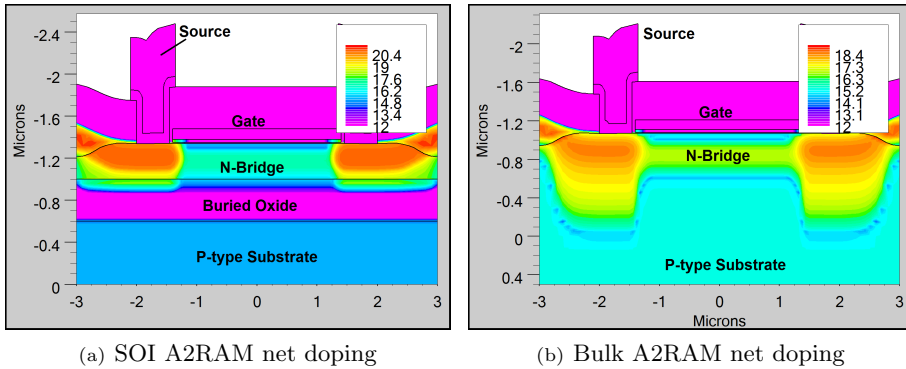 -2.4
-2
-1.6
-1.2
-0.8
-0.4
0
Microns
Source
20.4
19
17.6
16.2
14.8
13.4
12
Gate
N-Bridge
Buried Oxide
P-type Substrate
-3 -2 -1 0 1 2 3
(a) SOI A2RAM net doping
-2
-1.6
-1.2
-0.8
-0.4
0
0.4
Microns
Source
18.4
17.3
16.2
15.2
14.1
13.1
12
Gate
N-Bridge
P-type Substrate
-3 -2 -1 0 1 2 3
Microns
(b) Bulk A2RAM net doping